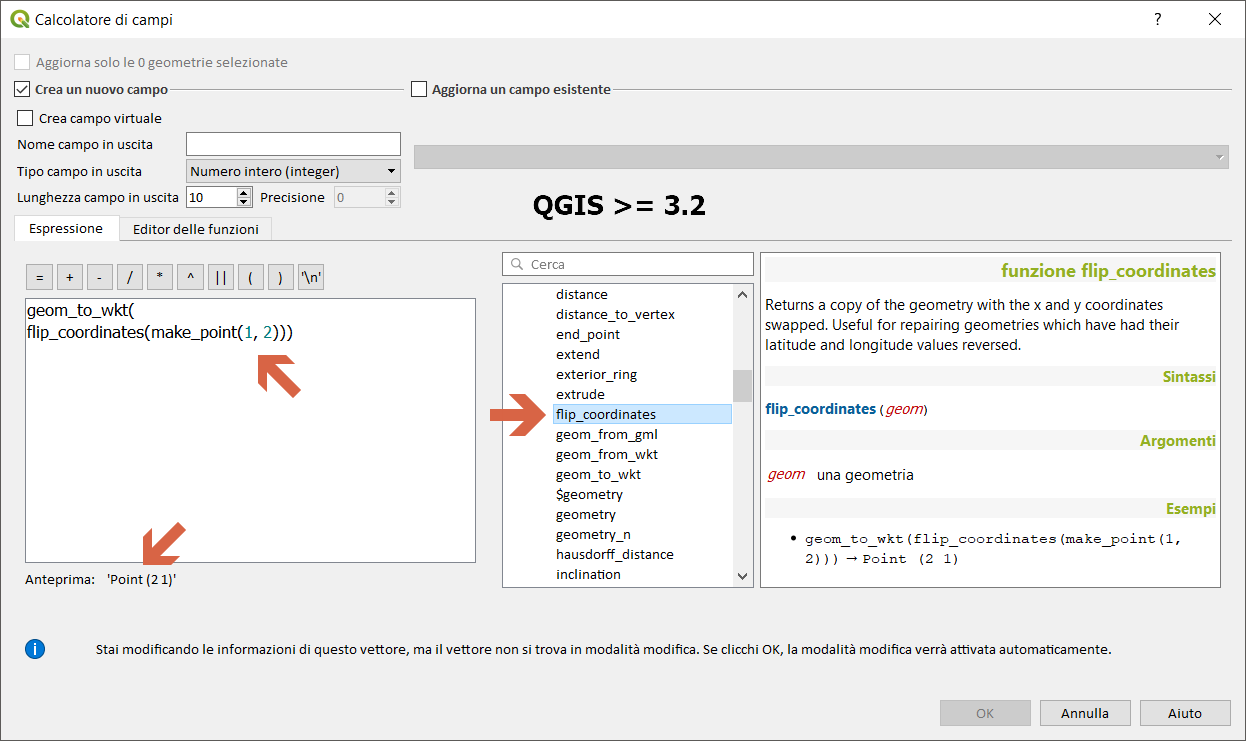 Calcolatore di campi
?
Aggiorna solo le 0 geometrie selezionate
Crea un nuovo campo
Aggiorna un campo esistente
Crea campo virtuale
Nome campo in uscita
Tipo campo in uscita Numero intero (integer)
Lunghezza campo in uscita 10 Precisione 0
QGIS >= 3.2
Espressione Editor delle funzioni
= + - / * ^ || ( ) '\n'
geom_to_wkt(
flip_coordinates(make_point(1, 2)))
Anteprima: 'Point (2 1)'
Cerca
distance
distance_to_vertex
end_point
extend
exterior_ring
extrude
flip_coordinates
geom_from_gml
geom_from_wkt
geom_to_wkt
$geometry
geometry
geometry_n
hausdorff_distance
inclination
funzione flip_coordinates
Returns a copy of the geometry with the x and y coordinates
swapped. Useful for repairing geometries which have had their
latitude and longitude values reversed.
Sintassi
flip_coordinates (geom)
Argomenti
geom una geometria
Esempi
• geom_to_wkt(flip_coordinates(make_point(1,
2))) → Point (2 1)
i
Stai modificando le informazioni di questo vettore, ma il vettore non si trova in modalità modifica. Se clicchi OK, la modalità modifica verrà attivata automaticamente.
OK Annulla Aiuto